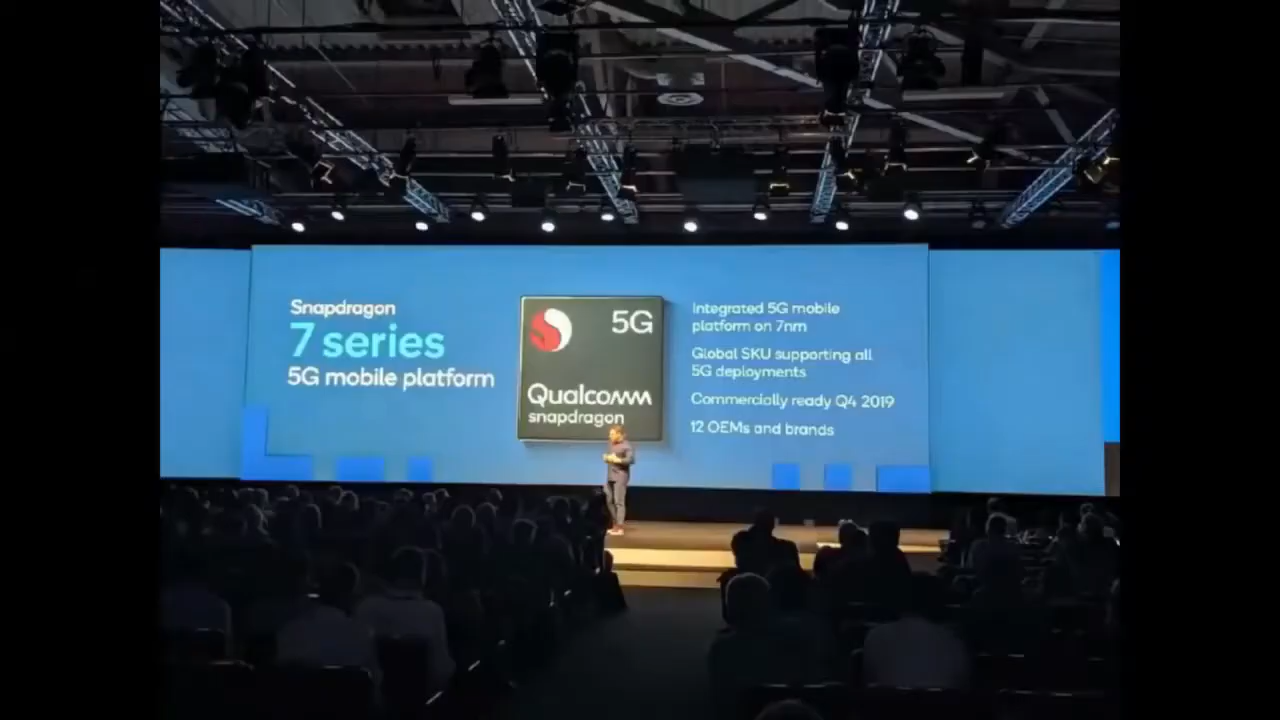 Snapdragon
7 series
5G mobile platform
5G
Qualcomm
snapdragon
Integrated 5G mobile
platform on 7nm
Global SKU supporting all
5G deployments
Commercially ready Q4 2019
12 OEMs and brands